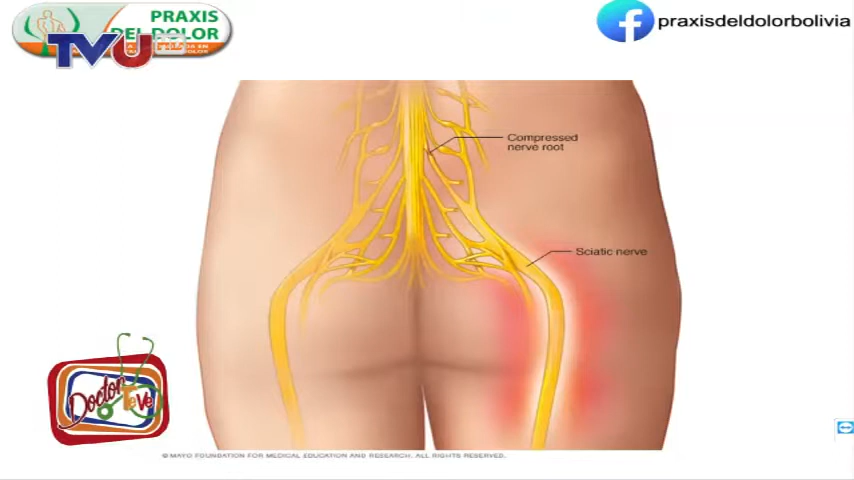 PRAXIS
DEL DOLOR
TVU
praxisdeldolorbolivia
Compressed
nerve root
Sciatic nerve
Doctor
TeVe
© MAYO FOUNDATION FOR MEDICAL EDUCATION AND RESEARCH. ALL RIGHTS RESERVED.